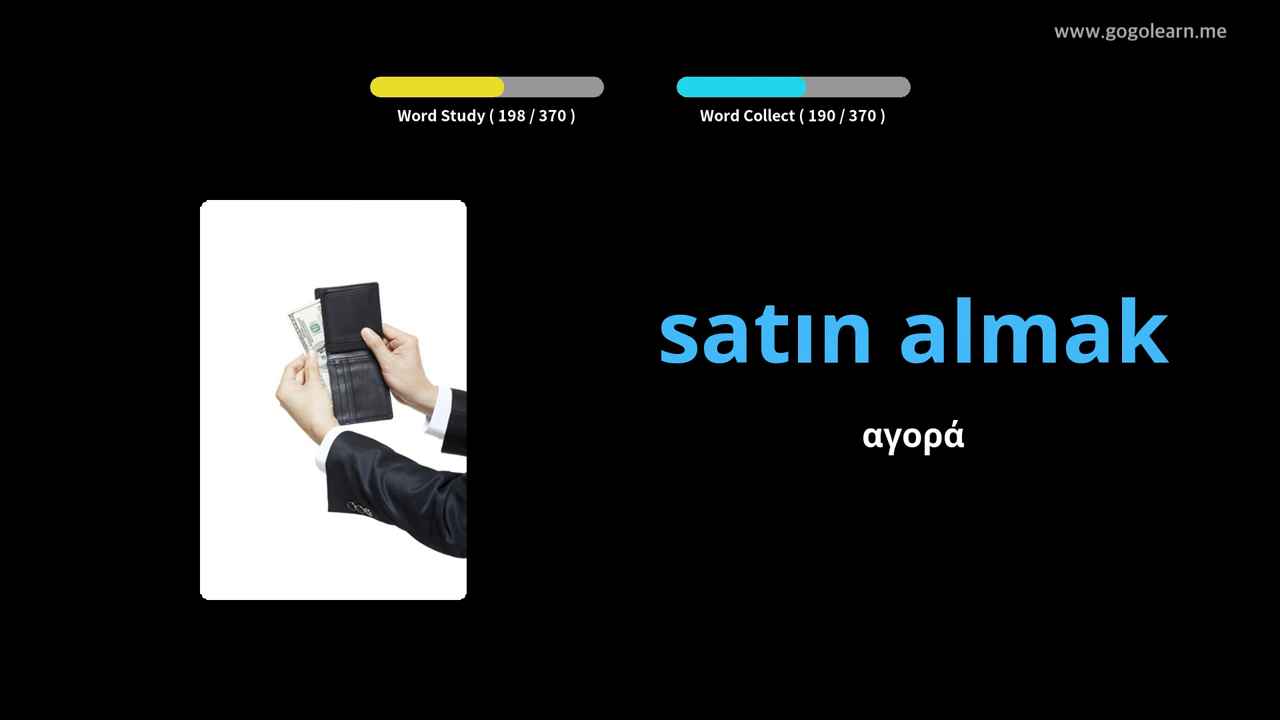 www.gogolearn.me
Word Study ( 198 / 370 )
Word Collect ( 190 / 370 )
satın almak
αγορά